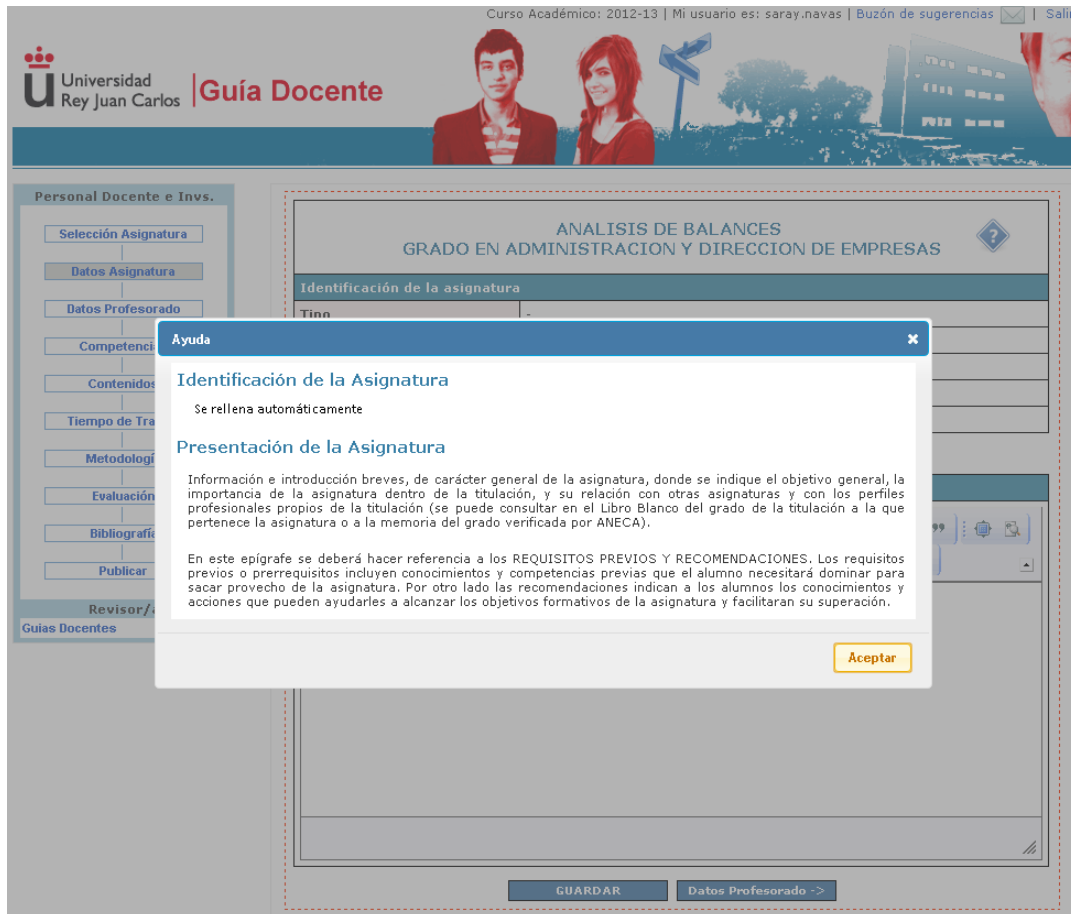 Curso Académico: 2012-13 | Mi usuario es: saray.navas | Buzón de sugerencias | Sali
Universidad
Rey Juan Carlos
Guía Docente
Personal Docente e Invs.
Selección Asignatura
Datos Asignatura
Datos Profesorado
Competenci
Contenidos
Tiempo de Tra
Metodologí
Evaluación
Bibliografía
Publicar
Revisor/
Guias Docentes
ANALISIS DE BALANCES
GRADO EN ADMINISTRACION Y DIRECCION DE EMPRESAS
Identificación de la asignatura
Tipo -
Ayuda
Identificación de la Asignatura
Se rellena automáticamente
Presentación de la Asignatura
Información e introducción breves, de carácter general de la asignatura, donde se indique el objetivo general, la
importancia de la asignatura dentro de la titulación, y su relación con otras asignaturas y con los perfiles
profesionales propios de la titulación (se puede consultar en el Libro Blanco del grado de la titulación a la que
pertenece la asignatura o a la memoria del grado verificada por ANECA).
En este epígrafe se deberá hacer referencia a los REQUISITOS PREVIOS Y RECOMENDACIONES. Los requisitos
previos o prerrequisitos incluyen conocimientos y competencias previas que el alumno necesitará dominar para
sacar provecho de la asignatura. Por otro lado las recomendaciones indican a los alumnos los conocimientos y
acciones que pueden ayudarles a alcanzar los objetivos formativos de la asignatura y facilitaran su superación.
Aceptar
GUARDAR
Datos Profesorado ->